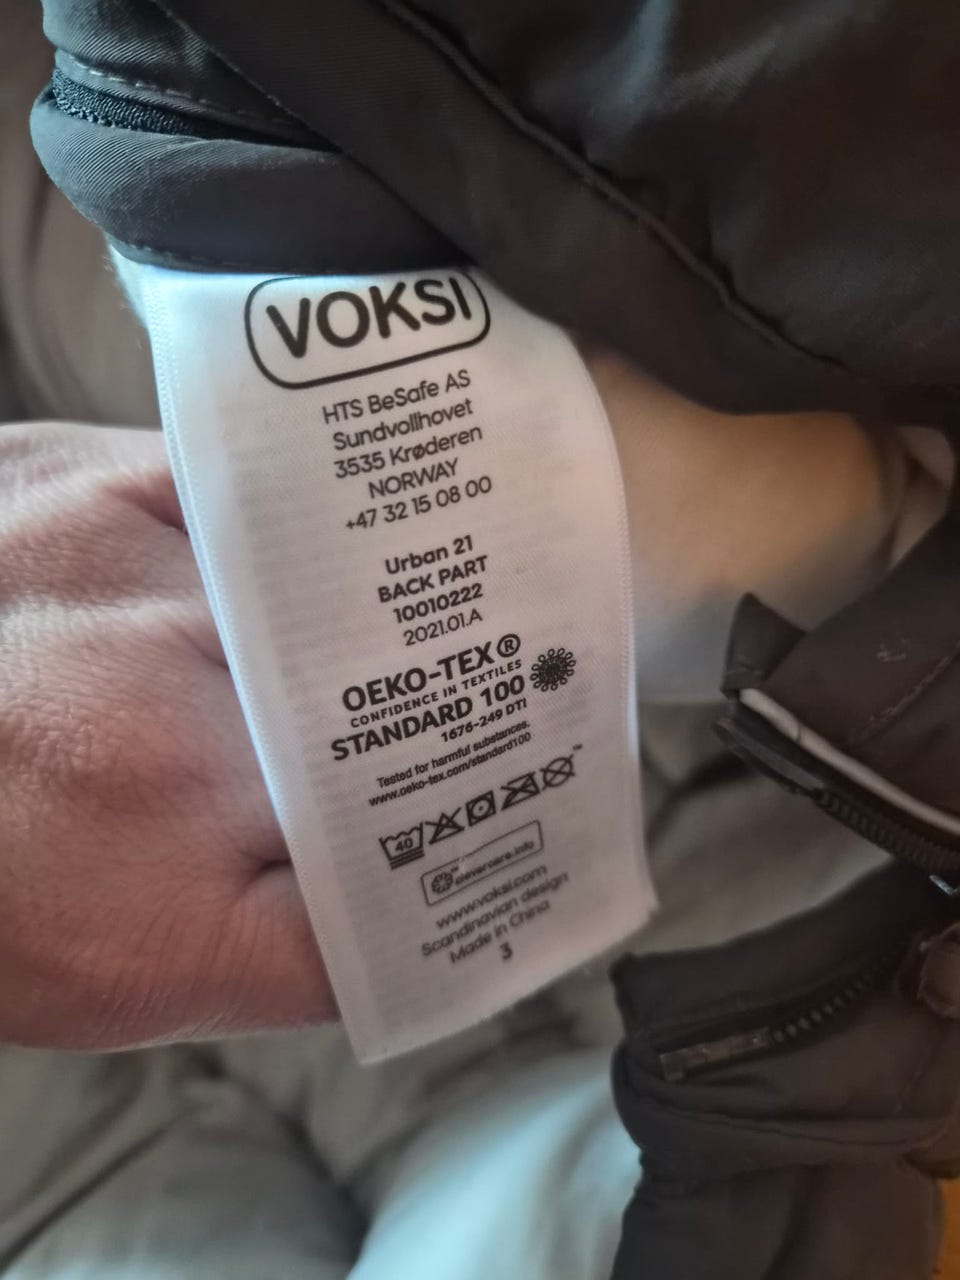 VOKSI
HTS BeSafe AS
Sundvollhovet
3535 Krøderen
NORWAY
+47 32 15 08 00
Urban 21
BACK PART
10010222
2021.01.A
OEKO-TEX®
CONFIDENCE IN TEXTILES
STANDARD 100
1676-249 DTI
Tested for harmful substances.
www.oeko-tex.com/standard100
40
clevercare.info
www.voksi.com
Scandinavian design
Made in China
3